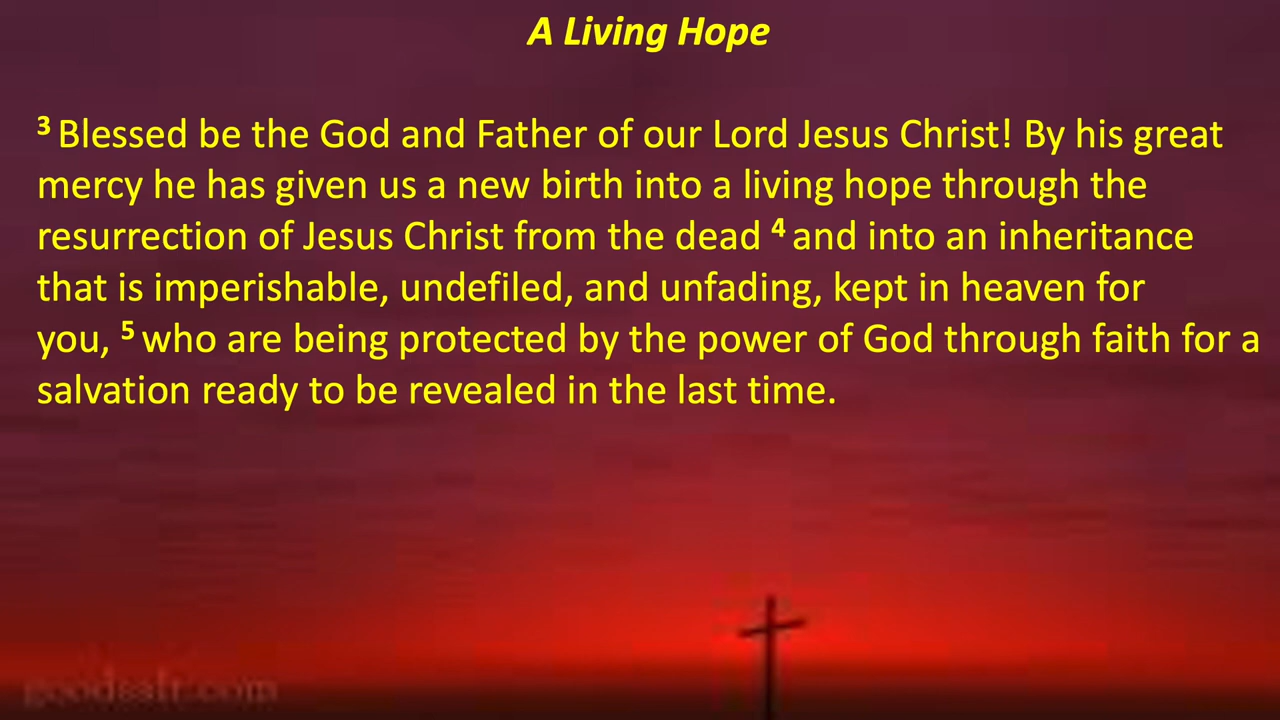 A Living Hope
3 Blessed be the God and Father of our Lord Jesus Christ! By his great
mercy he has given us a new birth into a living hope through the
resurrection of Jesus Christ from the dead 4 and into an inheritance
that is imperishable, undefiled, and unfading, kept in heaven for
you, 5 who are being protected by the power of God through faith for a
salvation ready to be revealed in the last time.
goodsalt.com